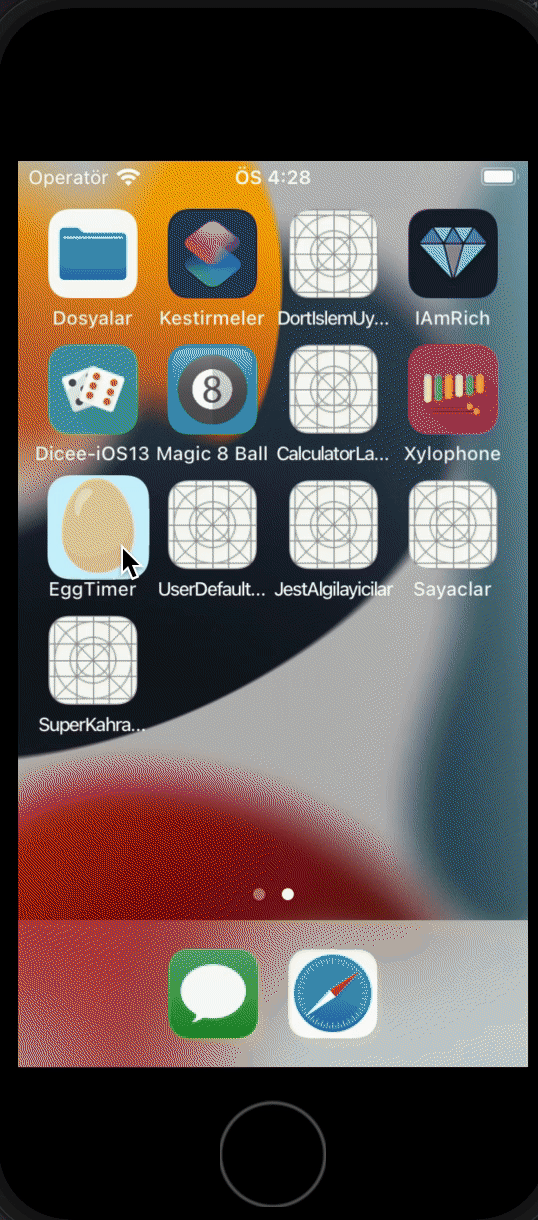 Operatör ÖS 4:28
Dosyalar Kestirmeler DortIslemUy... IAmRich
8
Dicee-iOS13 Magic 8 Ball CalculatorLa... Xylophone
EggTimer UserDefault... JestAlgilayicilar Sayaclar
SuperKahra...